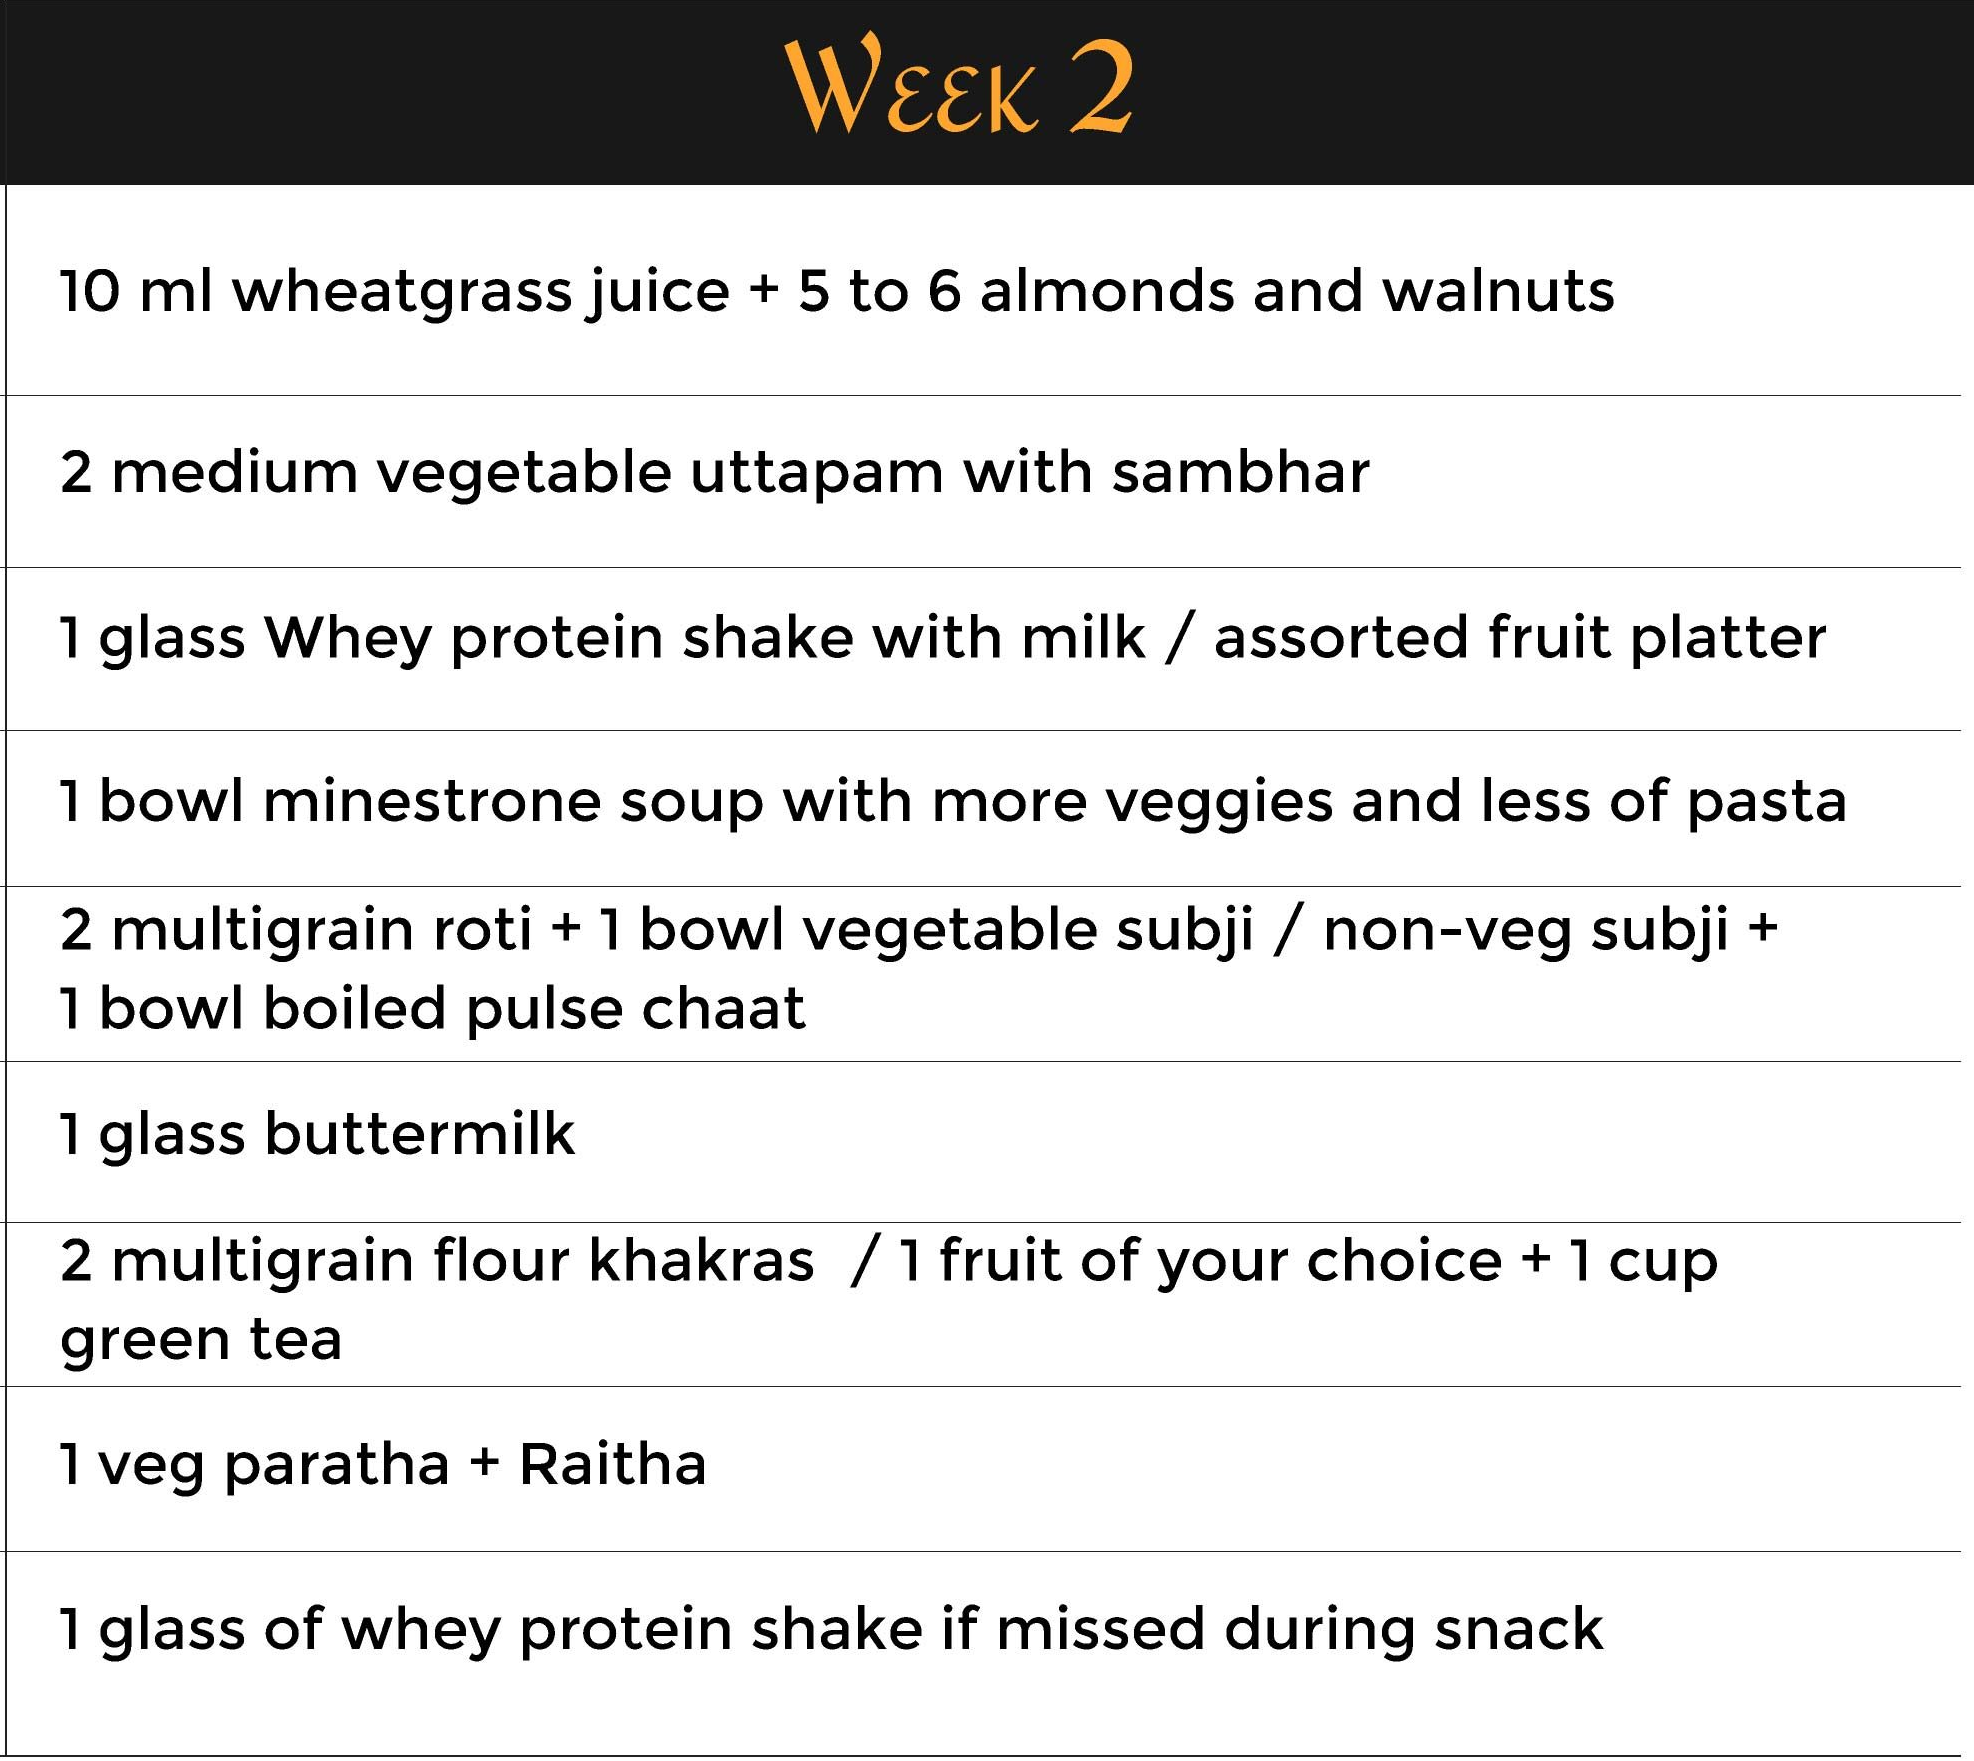 Week 2
10 ml wheatgrass juice + 5 to 6 almonds and walnuts
2 medium vegetable uttapam with sambhar
1 glass Whey protein shake with milk / assorted fruit platter
1 bowl minestrone soup with more veggies and less of pasta
2 multigrain roti + 1 bowl vegetable subji / non-veg subji +
1 bowl boiled pulse chaat
1 glass buttermilk
2 multigrain flour khakras / 1 fruit of your choice + 1 cup
green tea
1 veg paratha + Raitha
1 glass of whey protein shake if missed during snack